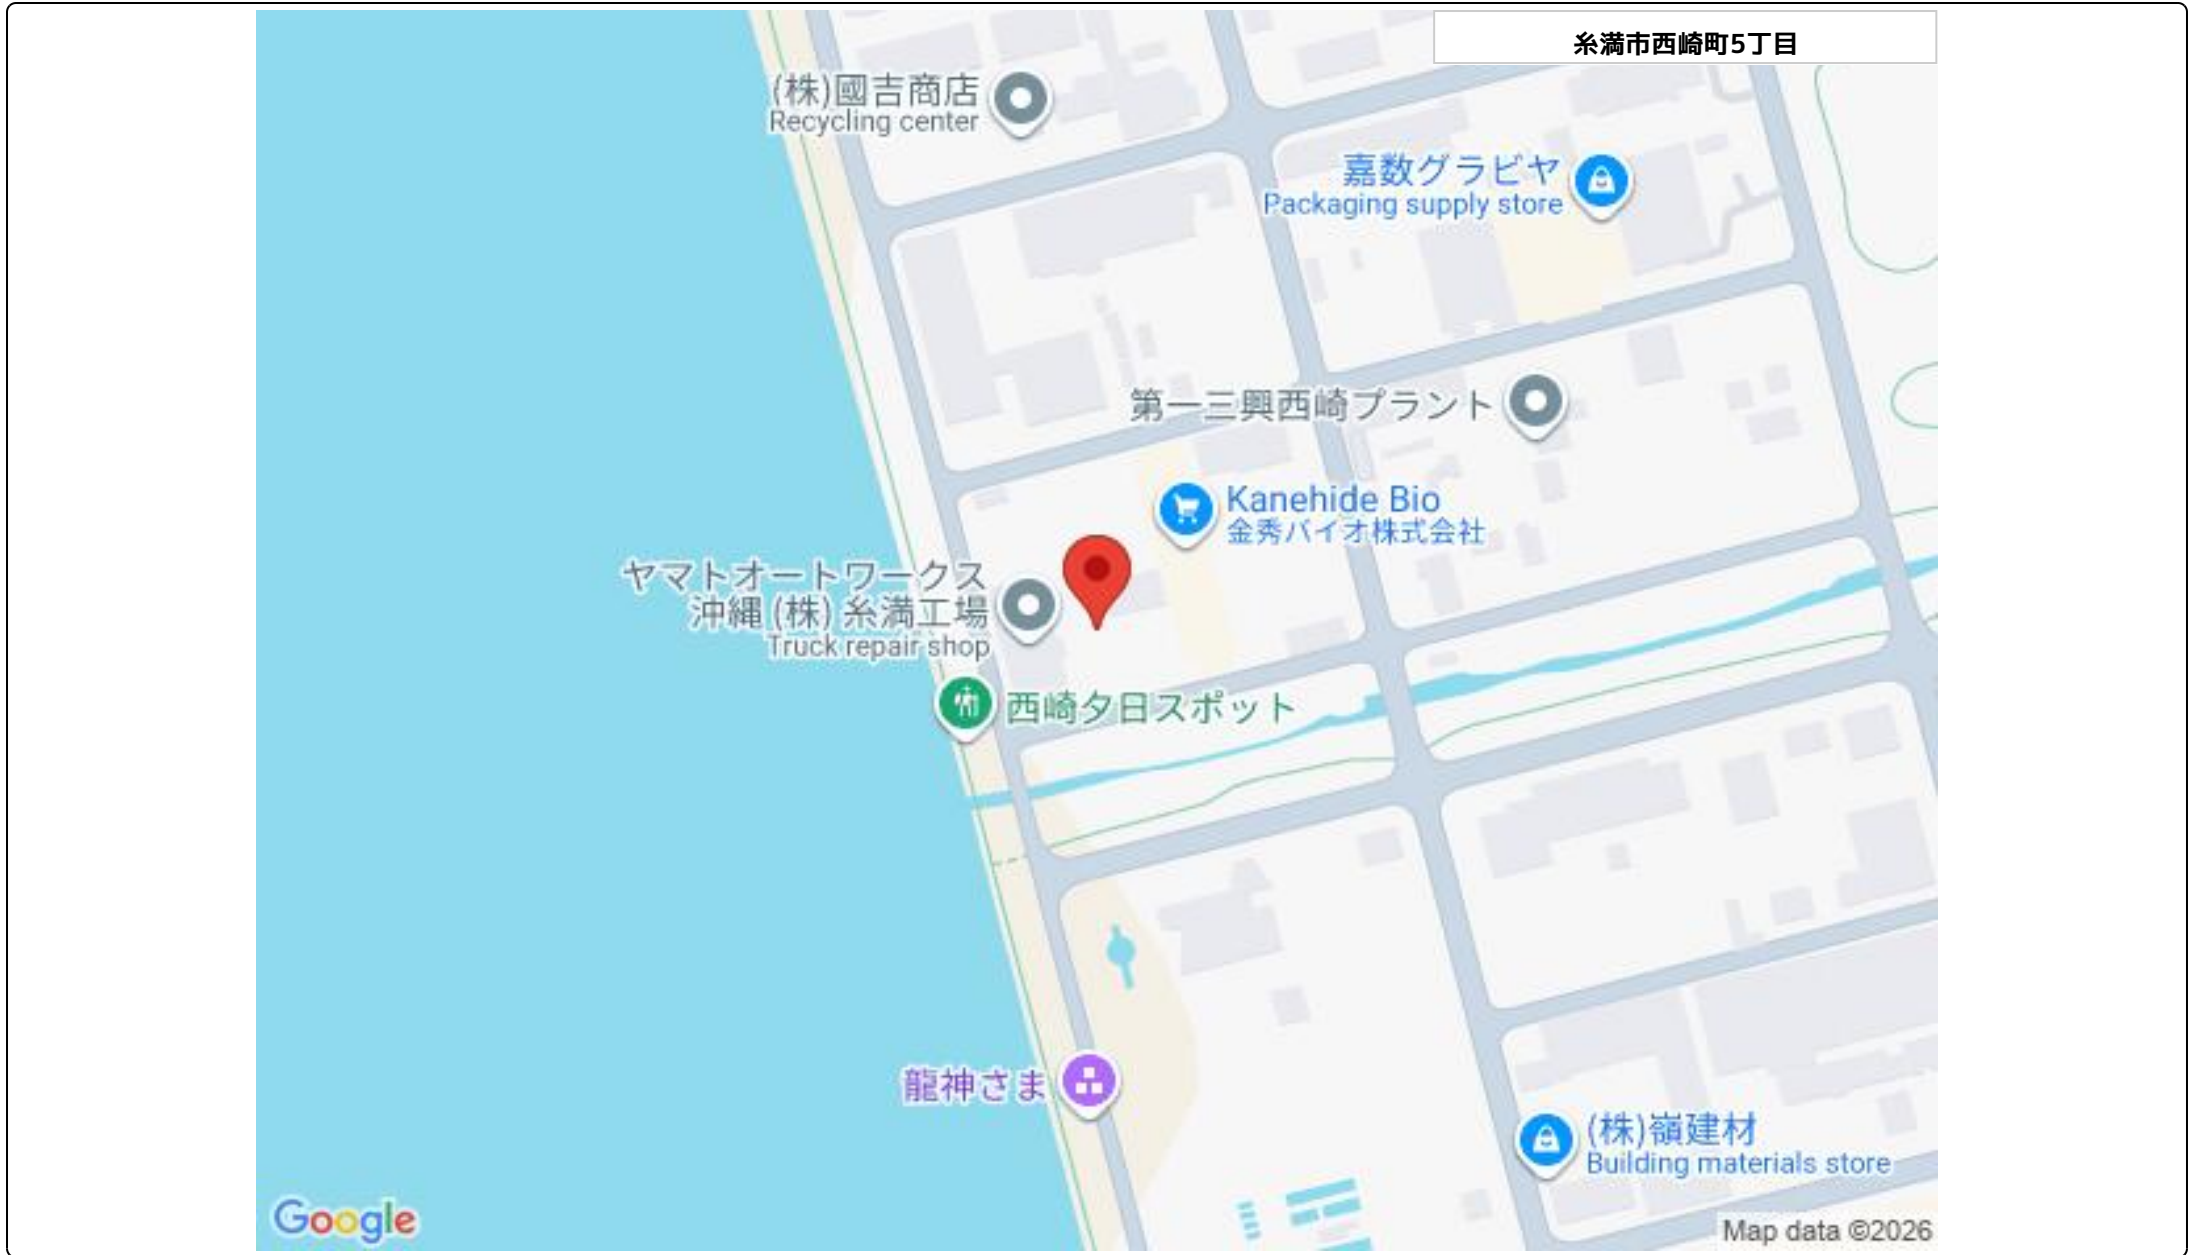 糸満市西崎町5丁目
(株)國吉商店
Recycling center
嘉数グラビヤ
Packaging supply store
第一三興西崎プラント
Kanehide Bio
金秀バイオ株式会社
ヤマトオートワークス
沖縄 (株) 糸満工場
Truck repair shop
西崎夕日スポット
龍神さま
(株)嶺建材
Building materials store
Google
Map data ©2026